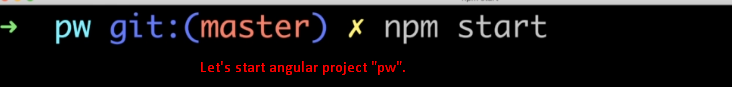 ➜ pw git:(master) ✗ npm start
Let's start angular project "pw".